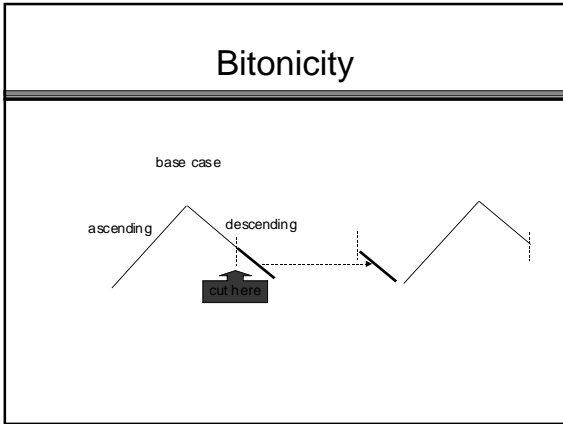 Bitonicity
base case
ascending
descending
cut here